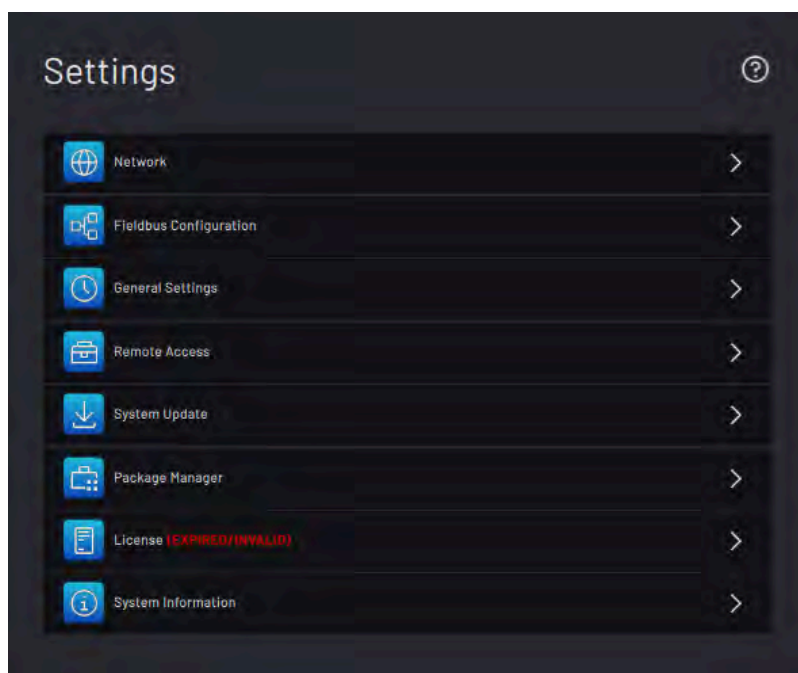 Settings
Network
Fieldbus Configuration
General Settings
Remote Access
System Update
Package Manager
License (EXPIRED/INVALID)
System Information